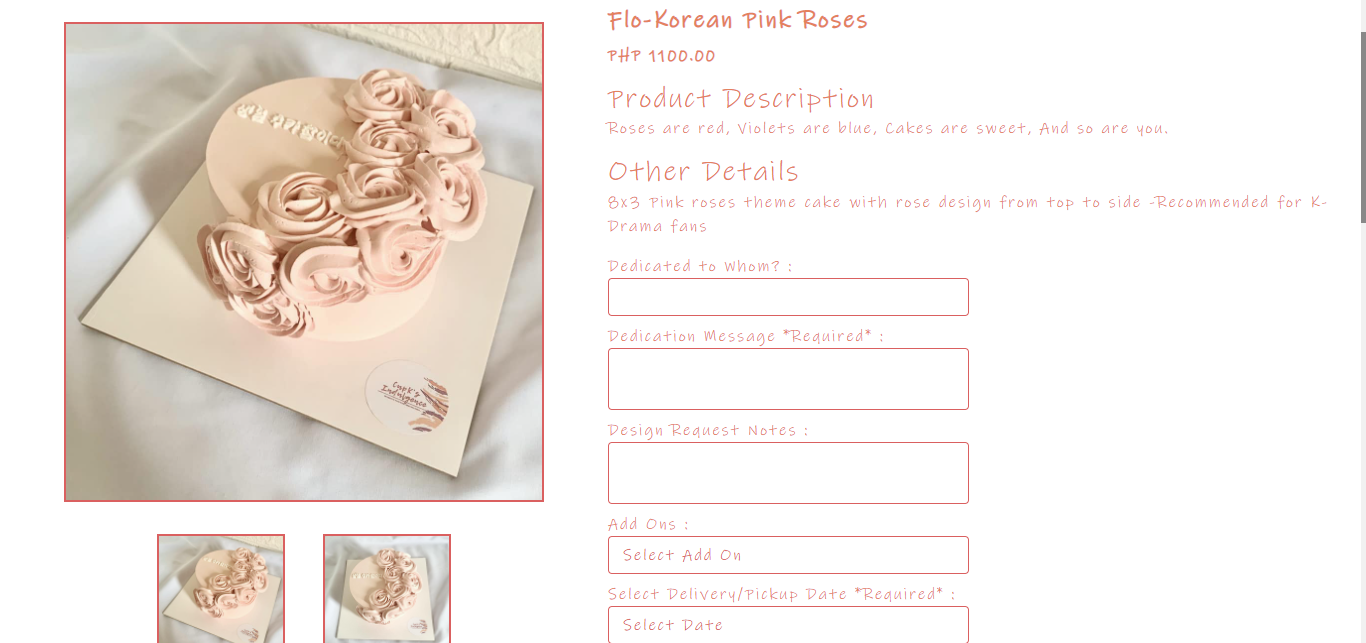 Flo-Korean Pink Roses
PHP 1100.00
Product Description
Roses are red, Violets are blue, Cakes are sweet, And so are you.
Other Details
8x3 Pink roses theme cake with rose design from top to side -Recommended for K-
Drama fans
Dedicated to Whom? :
Dedication Message *Required* :
Design Request Notes :
Add Ons :
Select Add On
Select Delivery/Pickup Date *Required* :
Select Date
CupK's
Indulgence